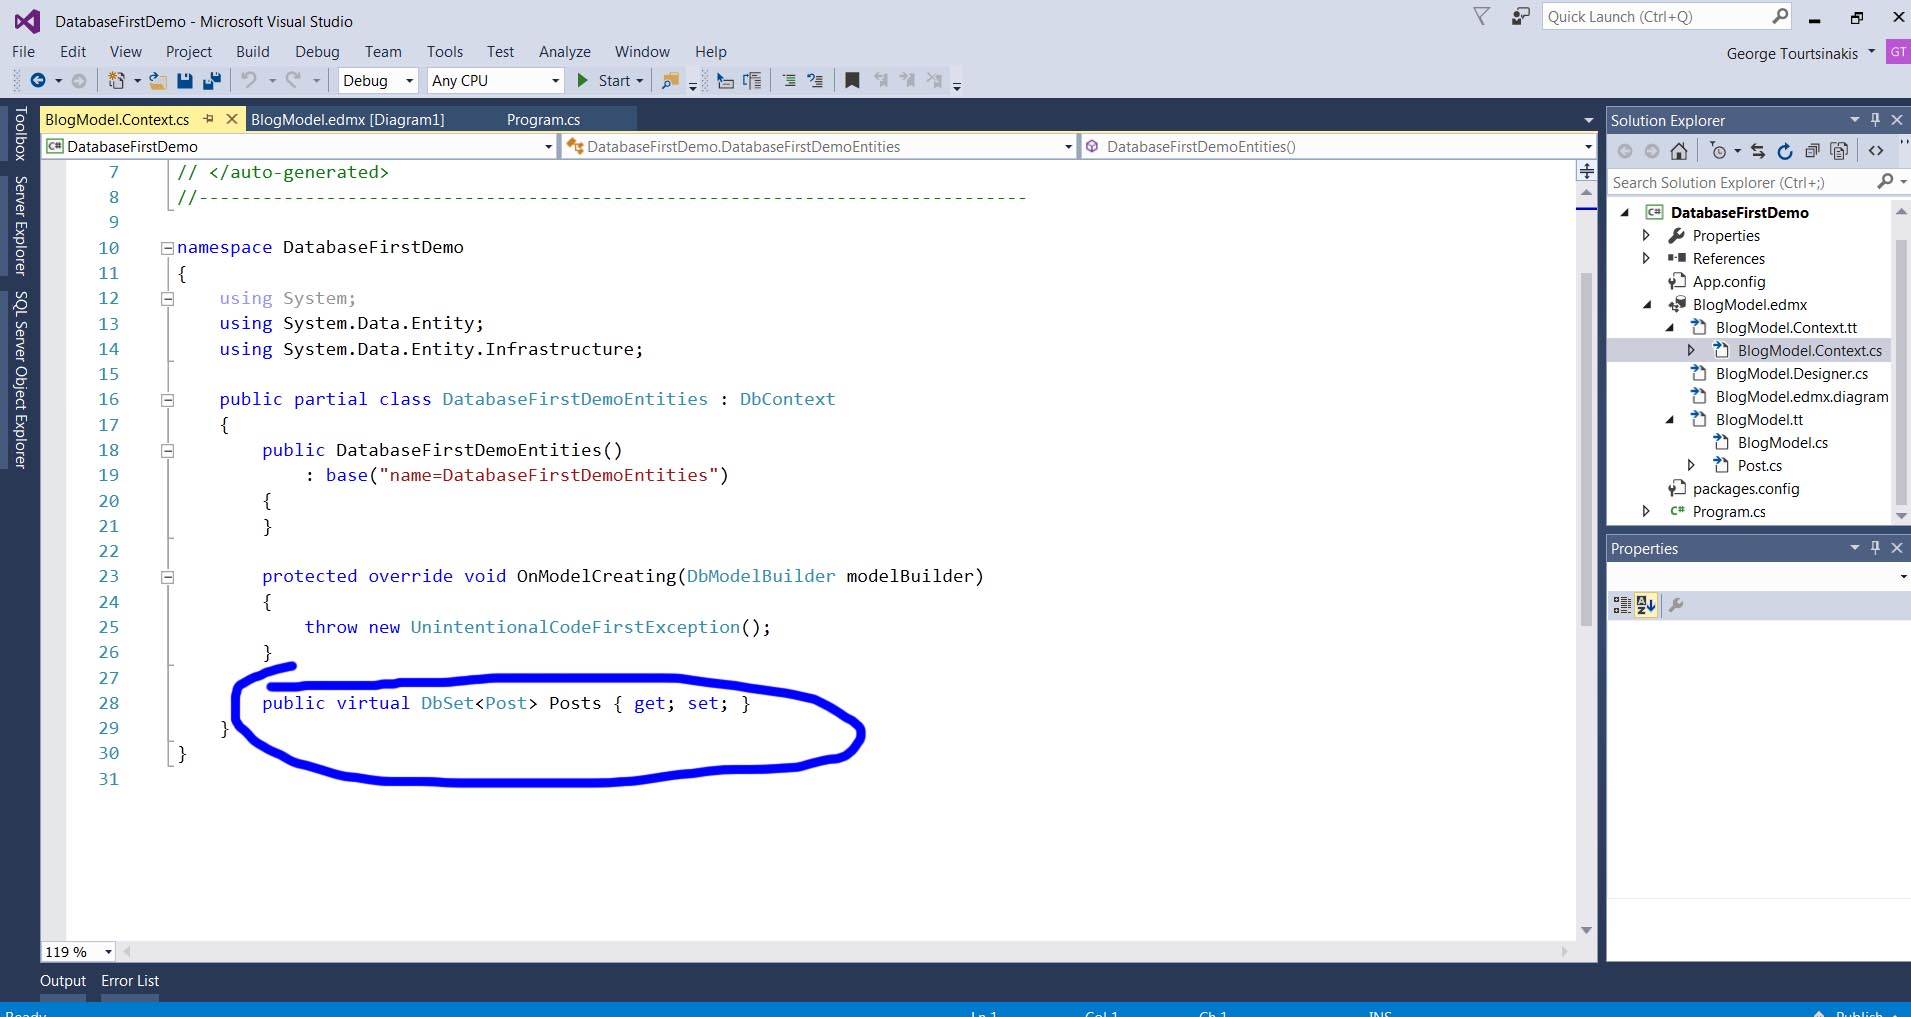 DatabaseFirstDemo - Microsoft Visual Studio
Quick Launch (Ctrl+Q)
File Edit View Project Build Debug Team Tools Test Analyze Window Help
George Tourtsinakis GT
Debug Any CPU Start
Toolbox
Server Explorer
SQL Server Object Explorer
BlogModel.Context.cs BlogModel.edmx [Diagram1] Program.cs
DatabaseFirstDemo DatabaseFirstDemo.DatabaseFirstDemoEntities DatabaseFirstDemoEntities()
7 // </auto-generated>
8 //------------------------------------------------------------------------------
9
10 namespace DatabaseFirstDemo
11 {
12 using System;
13 using System.Data.Entity;
14 using System.Data.Entity.Infrastructure;
15
16 public partial class DatabaseFirstDemoEntities : DbContext
17 {
18 public DatabaseFirstDemoEntities()
19 : base("name=DatabaseFirstDemoEntities")
20 {
21 }
22
23 protected override void OnModelCreating(DbModelBuilder modelBuilder)
24 {
25 throw new UnintentionalCodeFirstException();
26 }
27
28 public virtual DbSet<Post> Posts { get; set; }
29 }
30 }
31
119 %
Solution Explorer
Search Solution Explorer (Ctrl+;)
C# DatabaseFirstDemo
Properties
References
App.config
BlogModel.edmx
BlogModel.Context.tt
BlogModel.Context.cs
BlogModel.Designer.cs
BlogModel.edmx.diagram
BlogModel.tt
BlogModel.cs
Post.cs
packages.config
C# Program.cs
Properties
Output Error List
Ready Ln 1 Col 1 Ch 1 INS Publish